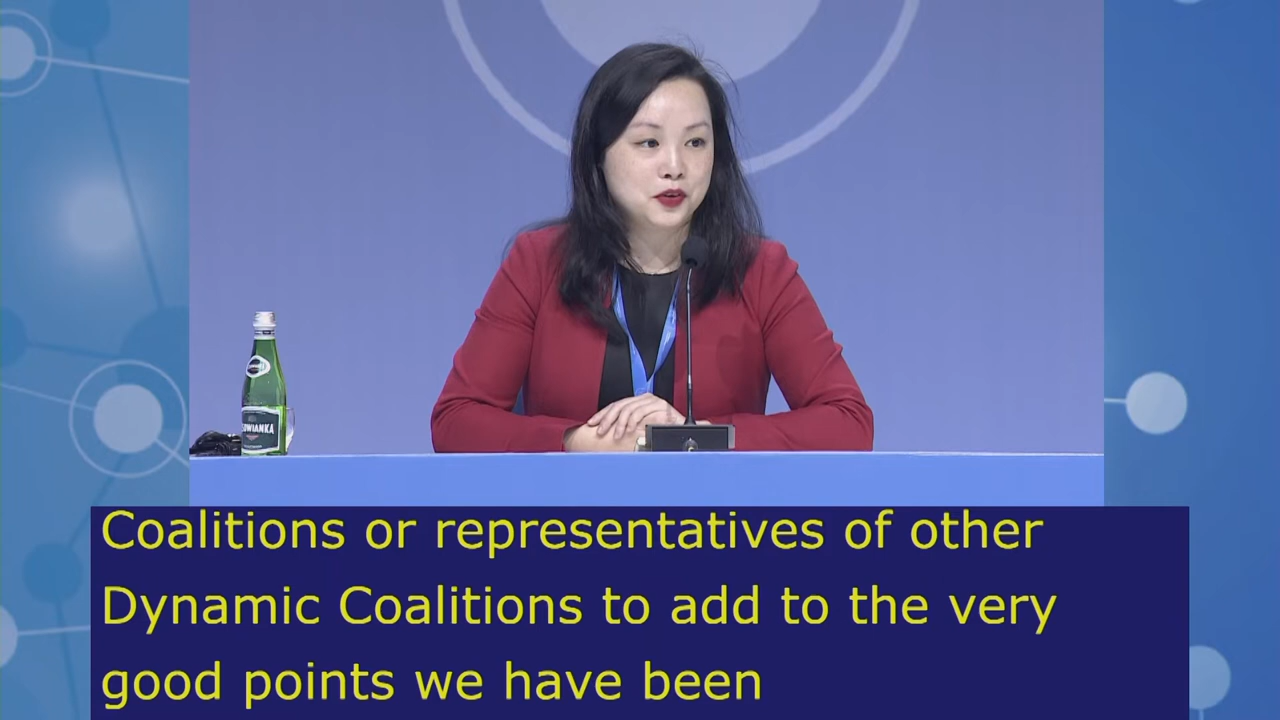 OWIANKA
Coalitions or representatives of other
Dynamic Coalitions to add to the very
good points we have been